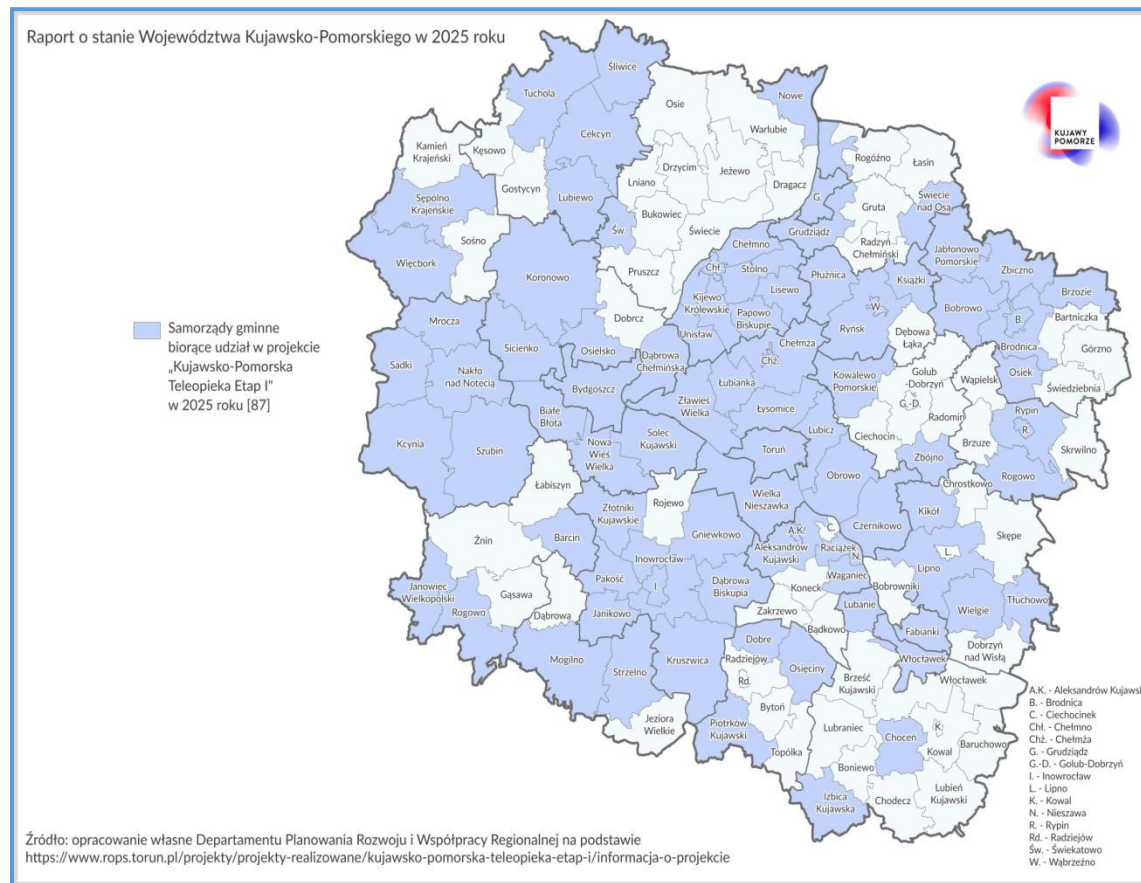 Raport o stanie Województwa Kujawsko-Pomorskiego w 2025 roku
KUJAWY
POMORZE
Śliwice
Tuchola
Nowe
Osie
Cekcyn
Warlubie
Kamień
Krajeński
Kęsowo
Rogóźno
Łasin
Drzycim
Jeżewo
Lniano
Dragacz
Gostycyn
Lubiewo
Sępólno
Krajeńskie
G.
Świecie
nad Osą
Bukowiec
Gruta
Św.
Świecie
Grudziądz
Sośno
Chełmno
Radzyń
Chełmiński
Jabłonowo
Pomorskie
Więcbork
Pruszcz
Chł.
Stolno
Płużnica
Książki
Zbiczno
Koronowo
Lisewo
Brzozie
Kijewo
Królewskie
Papowo
Biskupie
W.
Bobrowo
B.
Bartniczka
Dobrcz
Mrocza
Unisław
Rynsk
Dębowa
Łąka
Brodnica
Górzno
Sicienko
Osielsko
Chełmża
Chż.
Dąbrowa
Chełmińska
Sadki
Nakło
nad Notecią
Kowalewo
Pomorskie
Golub
-Dobrzyń
Wąpielsk
Osiek
Świedziebnia
Łubianka
Bydgoszcz
Zławieś
Wielka
Łysomice
G.-D.
Radomin
Rypin
R.
Białe
Błota
Lubicz
Ciechocin
Brzuze
Skrwilno
Kcynia
Szubin
Nowa
Wieś
Wielka
Solec
Kujawski
Toruń
Zbójno
Rogowo
Łabiszyn
Obrowo
Chrostkowo
Rojewo
Wielka
Nieszawka
Złotniki
Kujawskie
Kikół
Gniewkowo
Czernikowo
Skępe
Żnin
Barcin
A.K.
C.
Inowrocław
Aleksandrów
Kujawski
Raciążek
N.
L.
Lipno
Janowiec
Wielkopolski
Pakość
I.
Dąbrowa
Biskupia
Koneck
Waganiec
Bobrowniki
Tłuchowo
Gąsawa
Rogowo
Janikowo
Zakrzewo
Lubanie
Wielgie
Dąbrowa
Bądkowo
Fabianki
Dobre
Mogilno
Kruszwica
Osięciny
Dobrzyń
nad Wisłą
Strzelno
Radziejów
Rd.
Brześć
Kujawski
Włocławek
Włocławek
Bytoń
Jeziora
Wielkie
Piotrków
Kujawski
Lubraniec
K.
Choceń
Topólka
Kowal
Baruchowo
Boniewo
Izbica
Kujawska
Chodecz
Lubień
Kujawski
Samorządy gminne
biorące udział w projekcie
„Kujawsko-Pomorska
Teleopieka Etap I"
w 2025 roku [87]
A.K. - Aleksandrów Kujawsk
B. - Brodnica
C. - Ciechocinek
Chł. - Chełmno
Chż. - Chełmża
G. - Grudziądz
G.-D. - Golub-Dobrzyń
I. - Inowrocław
L. - Lipno
K. - Kowal
N. - Nieszawa
R. - Rypin
Rd. - Radziejów
Św. - Świekatowo
W. - Wąbrzeźno
Źródło: opracowanie własne Departamentu Planowania Rozwoju i Współpracy Regionalnej na podstawie
https://www.rops.torun.pl/projekty/projekty-realizowane/kujawsko-pomorska-teleopieka-etap-i/informacja-o-projekcie